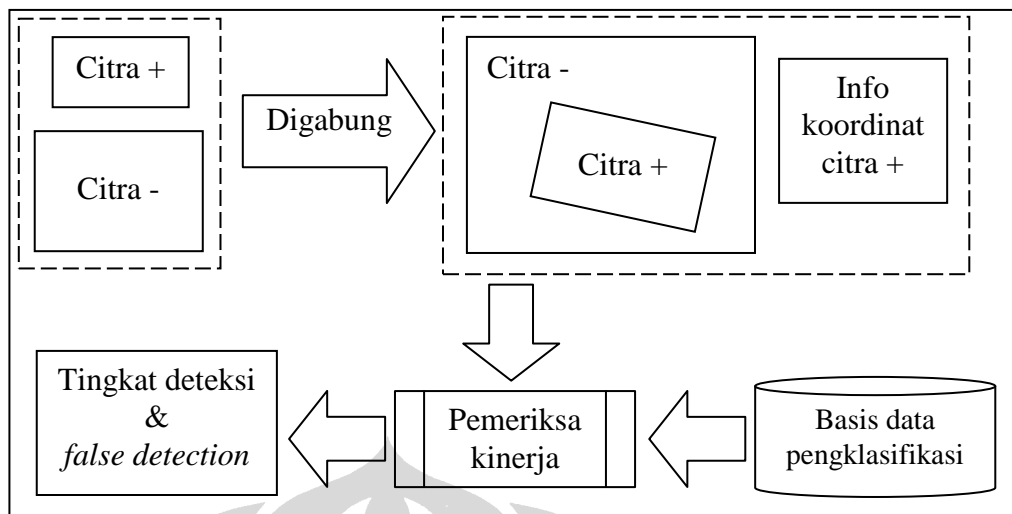 Citra +
Citra -
Digabung
Citra -
Citra +
Info
koordinat
citra +
Tingkat deteksi
&
false detection
Pemeriksa
kinerja
Basis data
pengklasifikasi